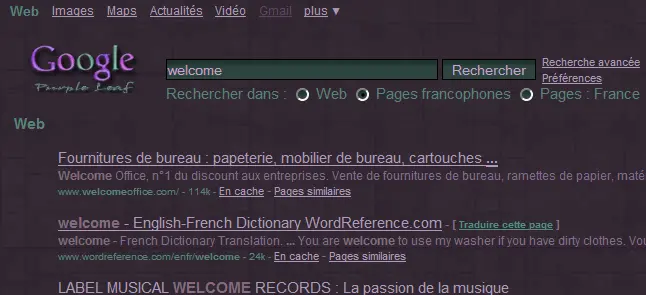 Web Images Maps Actualités Vidéo Gmail plus ▼
Google
Purple Leaf
welcome Rechercher Recherche avancée
Préférences
Rechercher dans : Web Pages francophones Pages : France
Web
Fournitures de bureau : papeterie, mobilier de bureau, cartouches ...
Welcome Office, n°1 du discount aux entreprises. Vente de fournitures de bureau, ramettes de papier, maté
www.welcomeoffice.com/ - 114k - En cache - Pages similaires
welcome - English-French Dictionary WordReference.com - [ Traduire cette page ]
welcome - French Dictionary Translation. ... You are welcome to use my washer if you have dirty clothes. Vou
www.wordreference.com/enfr/welcome - 24k - En cache - Pages similaires
LABEL MUSICAL WELCOME RECORDS : La passion de la musique